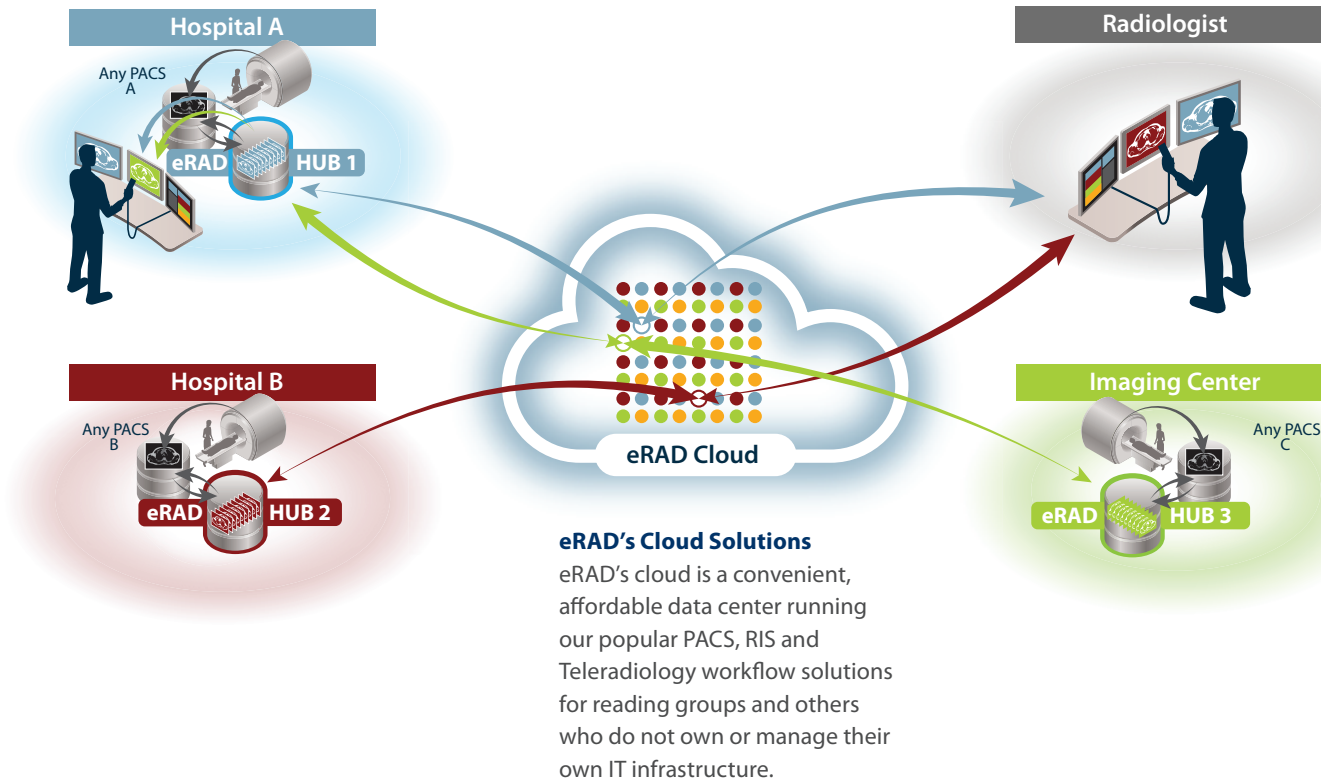 Hospital A
Any PACS
A
eRAD HUB 1
Radiologist
Hospital B
Any PACS
B
eRAD HUB 2
eRAD Cloud
Imaging Center
Any PACS
C
eRAD HUB 3
eRAD's Cloud Solutions
eRAD's cloud is a convenient,
affordable data center running
our popular PACS, RIS and
Teleradiology workflow solutions
for reading groups and others
who do not own or manage their
own IT infrastructure.